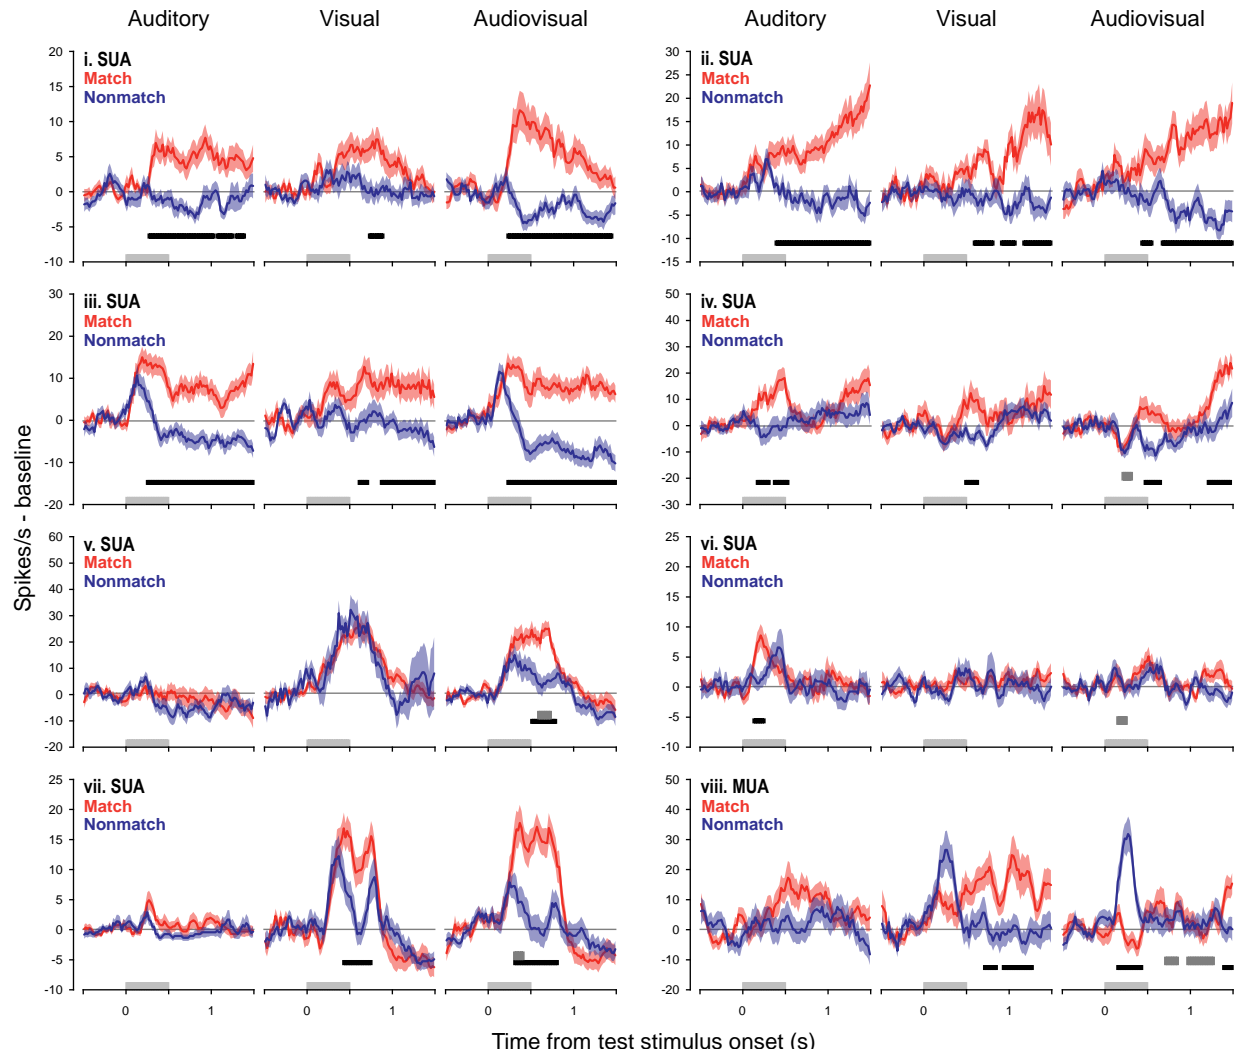 Auditory Visual Audiovisual Auditory Visual Audiovisual
i. SUA
Match
Nonmatch
20
15
10
5
0
-5
-10
ii. SUA
Match
Nonmatch
30
25
20
15
10
5
0
-5
-10
-15
iii. SUA
Match
Nonmatch
30
20
10
0
-10
-20
iv. SUA
Match
Nonmatch
50
40
30
20
10
0
-10
-20
-30
v. SUA
Match
Nonmatch
60
50
40
30
20
10
0
-10
-20
vi. SUA
Match
Nonmatch
25
20
15
10
5
0
-5
-10
vii. SUA
Match
Nonmatch
25
20
15
10
5
0
-5
-10
0 1 0 1 0 1
viii. MUA
Match
Nonmatch
50
40
30
20
10
0
-10
-20
0 1 0 1 0 1
Spikes/s - baseline
Time from test stimulus onset (s)